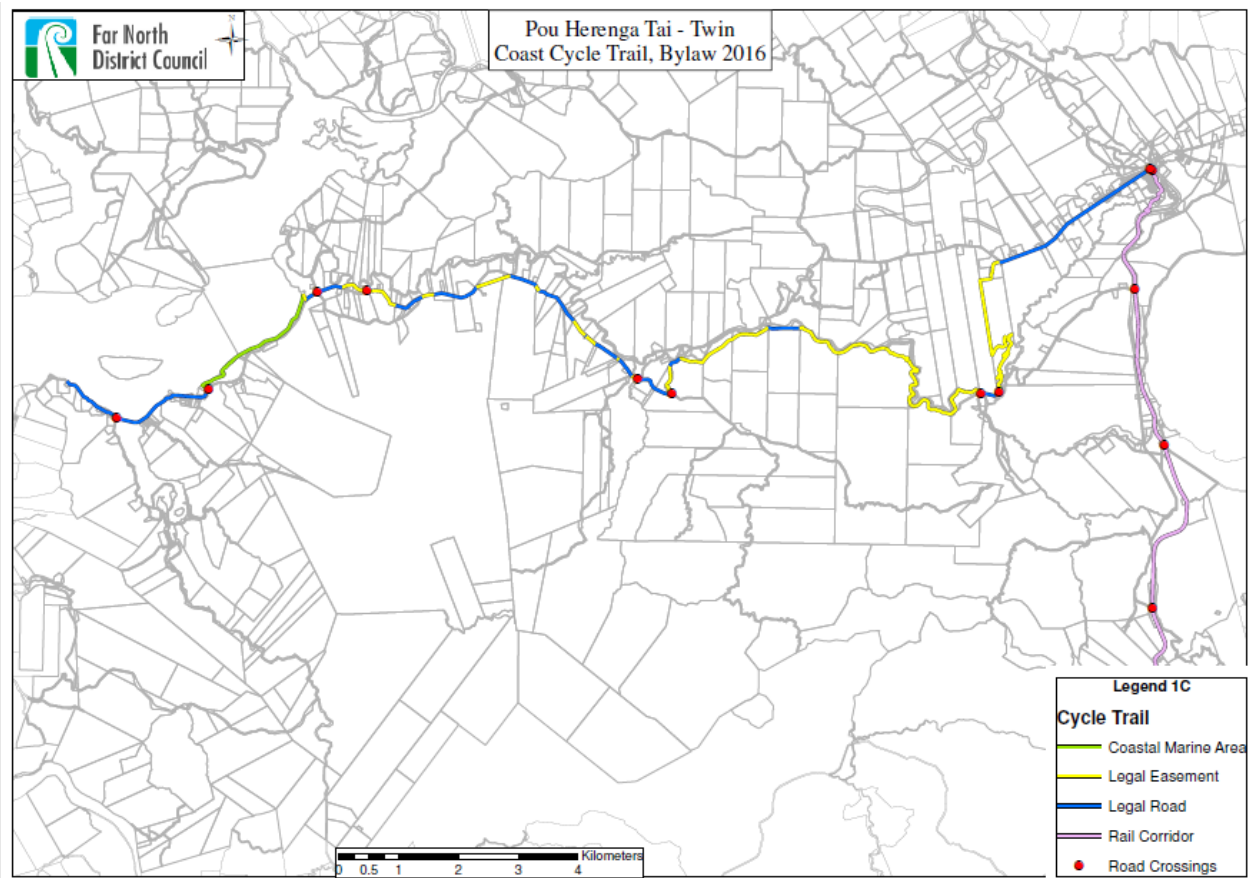 Far North
District Council
N
Pou Herenga Tai - Twin
Coast Cycle Trail, Bylaw 2016
Legend 1C
Cycle Trail
Coastal Marine Area
Legal Easement
Legal Road
Rail Corridor
Road Crossings
Kilometers
0 0.5 1 2 3 4